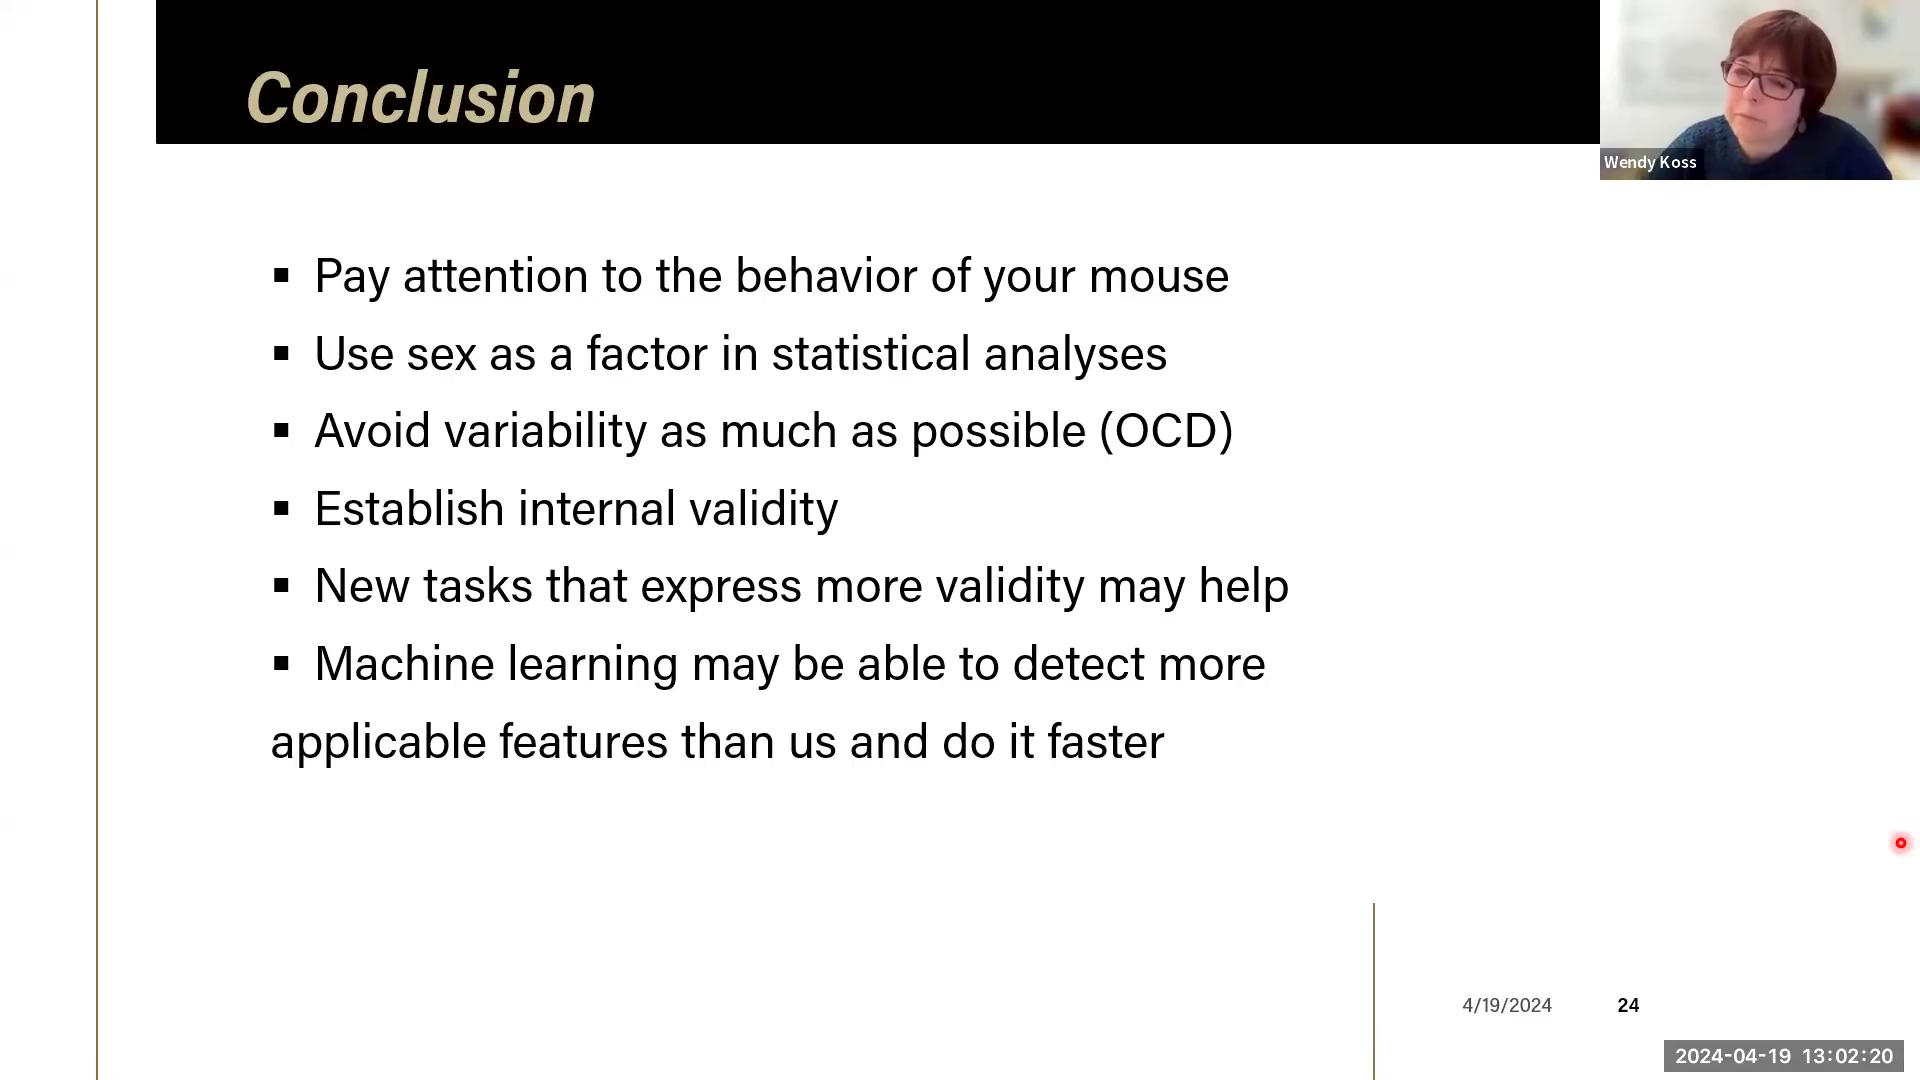 Conclusion
Wendy Koss
▪ Pay attention to the behavior of your mouse
▪ Use sex as a factor in statistical analyses
▪ Avoid variability as much as possible (OCD)
▪ Establish internal validity
▪ New tasks that express more validity may help
▪ Machine learning may be able to detect more
applicable features than us and do it faster
4/19/2024 24
2024-04-19 13:02:20